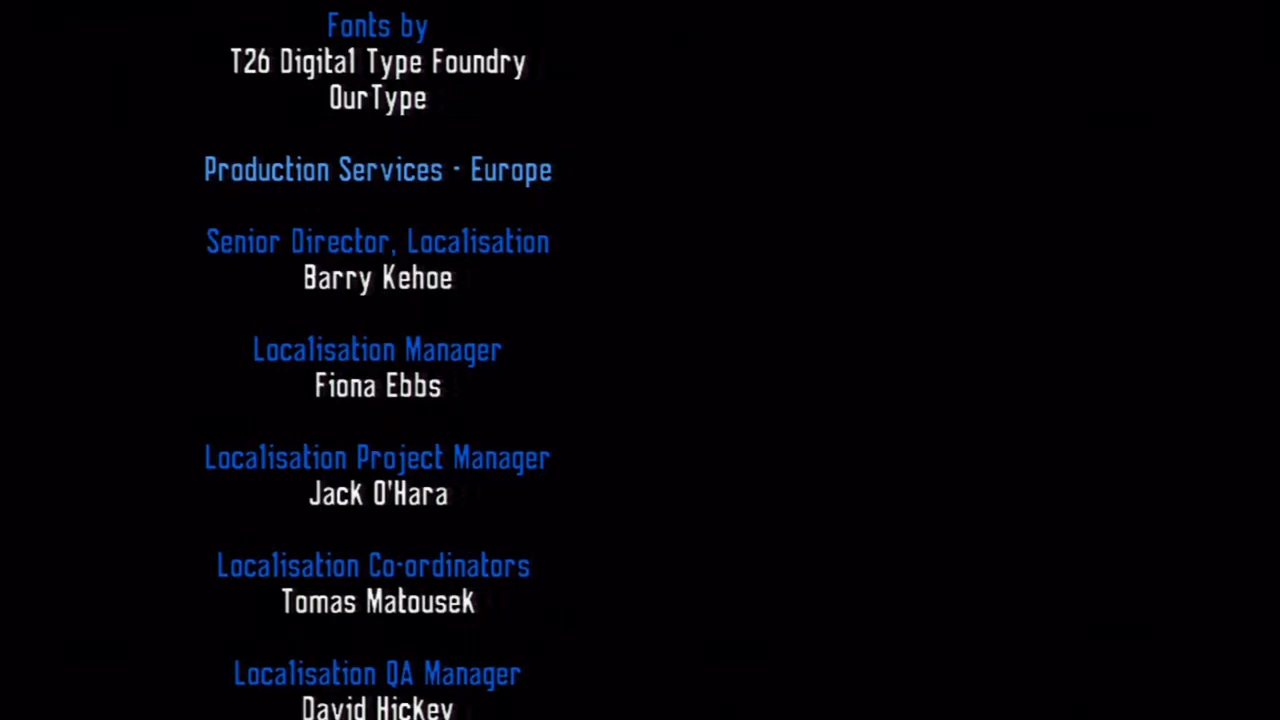 Fonts by
T26 Digital Type Foundry
OurType
Production Services - Europe
Senior Director, Localisation
Barry Kehoe
Localisation Manager
Fiona Ebbs
Localisation Project Manager
Jack O'Hara
Localisation Co-ordinators
Tomas Matousek
Localisation QA Manager
David Hickey